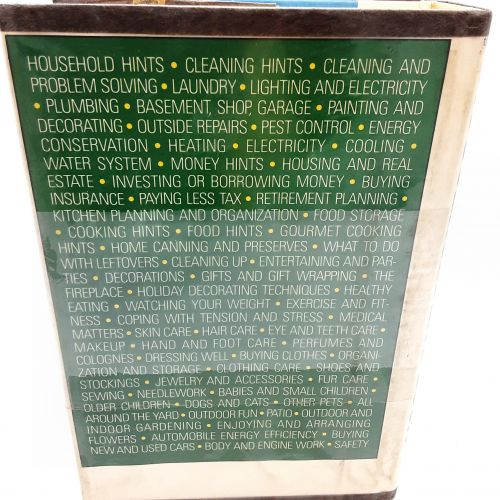 HOUSEHOLD HINTS • CLEANING HINTS • CLEANING AND
PROBLEM SOLVING • LAUNDRY • LIGHTING AND ELECTRICITY
• PLUMBING • BASEMENT, SHOP, GARAGE • PAINTING AND
DECORATING • OUTSIDE REPAIRS • PEST CONTROL • ENERGY
CONSERVATION • HEATING • ELECTRICITY • COOLING •
WATER SYSTEM • MONEY HINTS • HOUSING AND REAL
ESTATE • INVESTING OR BORROWING MONEY • BUYING
INSURANCE • PAYING LESS TAX • RETIREMENT PLANNING •
KITCHEN PLANNING AND ORGANIZATION • FOOD STORAGE
• COOKING HINTS • FOOD HINTS • GOURMET COOKING
HINTS • HOME CANNING AND PRESERVES • WHAT TO DO
WITH LEFTOVERS • CLEANING UP • ENTERTAINING AND PAR-
TIES • DECORATIONS • GIFTS AND GIFT WRAPPING • THE
FIREPLACE • HOLIDAY DECORATING TECHNIQUES • HEALTHY
EATING • WATCHING YOUR WEIGHT • EXERCISE AND FIT-
NESS • COPING WITH TENSION AND STRESS • MEDICAL
MATTERS • SKIN CARE • HAIR CARE • EYE AND TEETH CARE •
MAKEUP • HAND AND FOOT CARE • PERFUMES AND
COLOGNES • DRESSING WELL • BUYING CLOTHES • ORGANI-
ZATION AND STORAGE • CLOTHING CARE • SHOES AND
STOCKINGS • JEWELRY AND ACCESSORIES • FUR CARE •
SEWING • NEEDLEWORK • BABIES AND SMALL CHILDREN •
OLDER CHILDREN • DOGS AND CATS • OTHER PETS • ALL
AROUND THE YARD • OUTDOOR FUN • PATIO • OUTDOOR AND
INDOOR GARDENING • ENJOYING AND ARRANGING
FLOWERS • AUTOMOBILE ENERGY EFFICIENCY • BUYING
NEW AND USED CARS • BODY AND ENGINE WORK • SAFETY